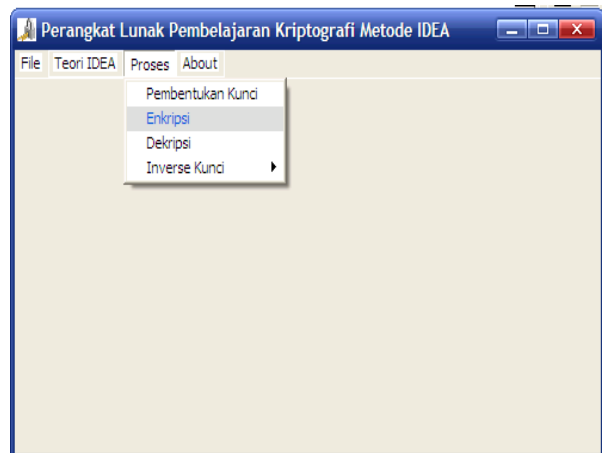 Perangkat Lunak Pembelajaran Kriptografi Metode IDEA
File Teori IDEA Proses About
Pembentukan Kunci
Enkripsi
Dekripsi
Inverse Kunci